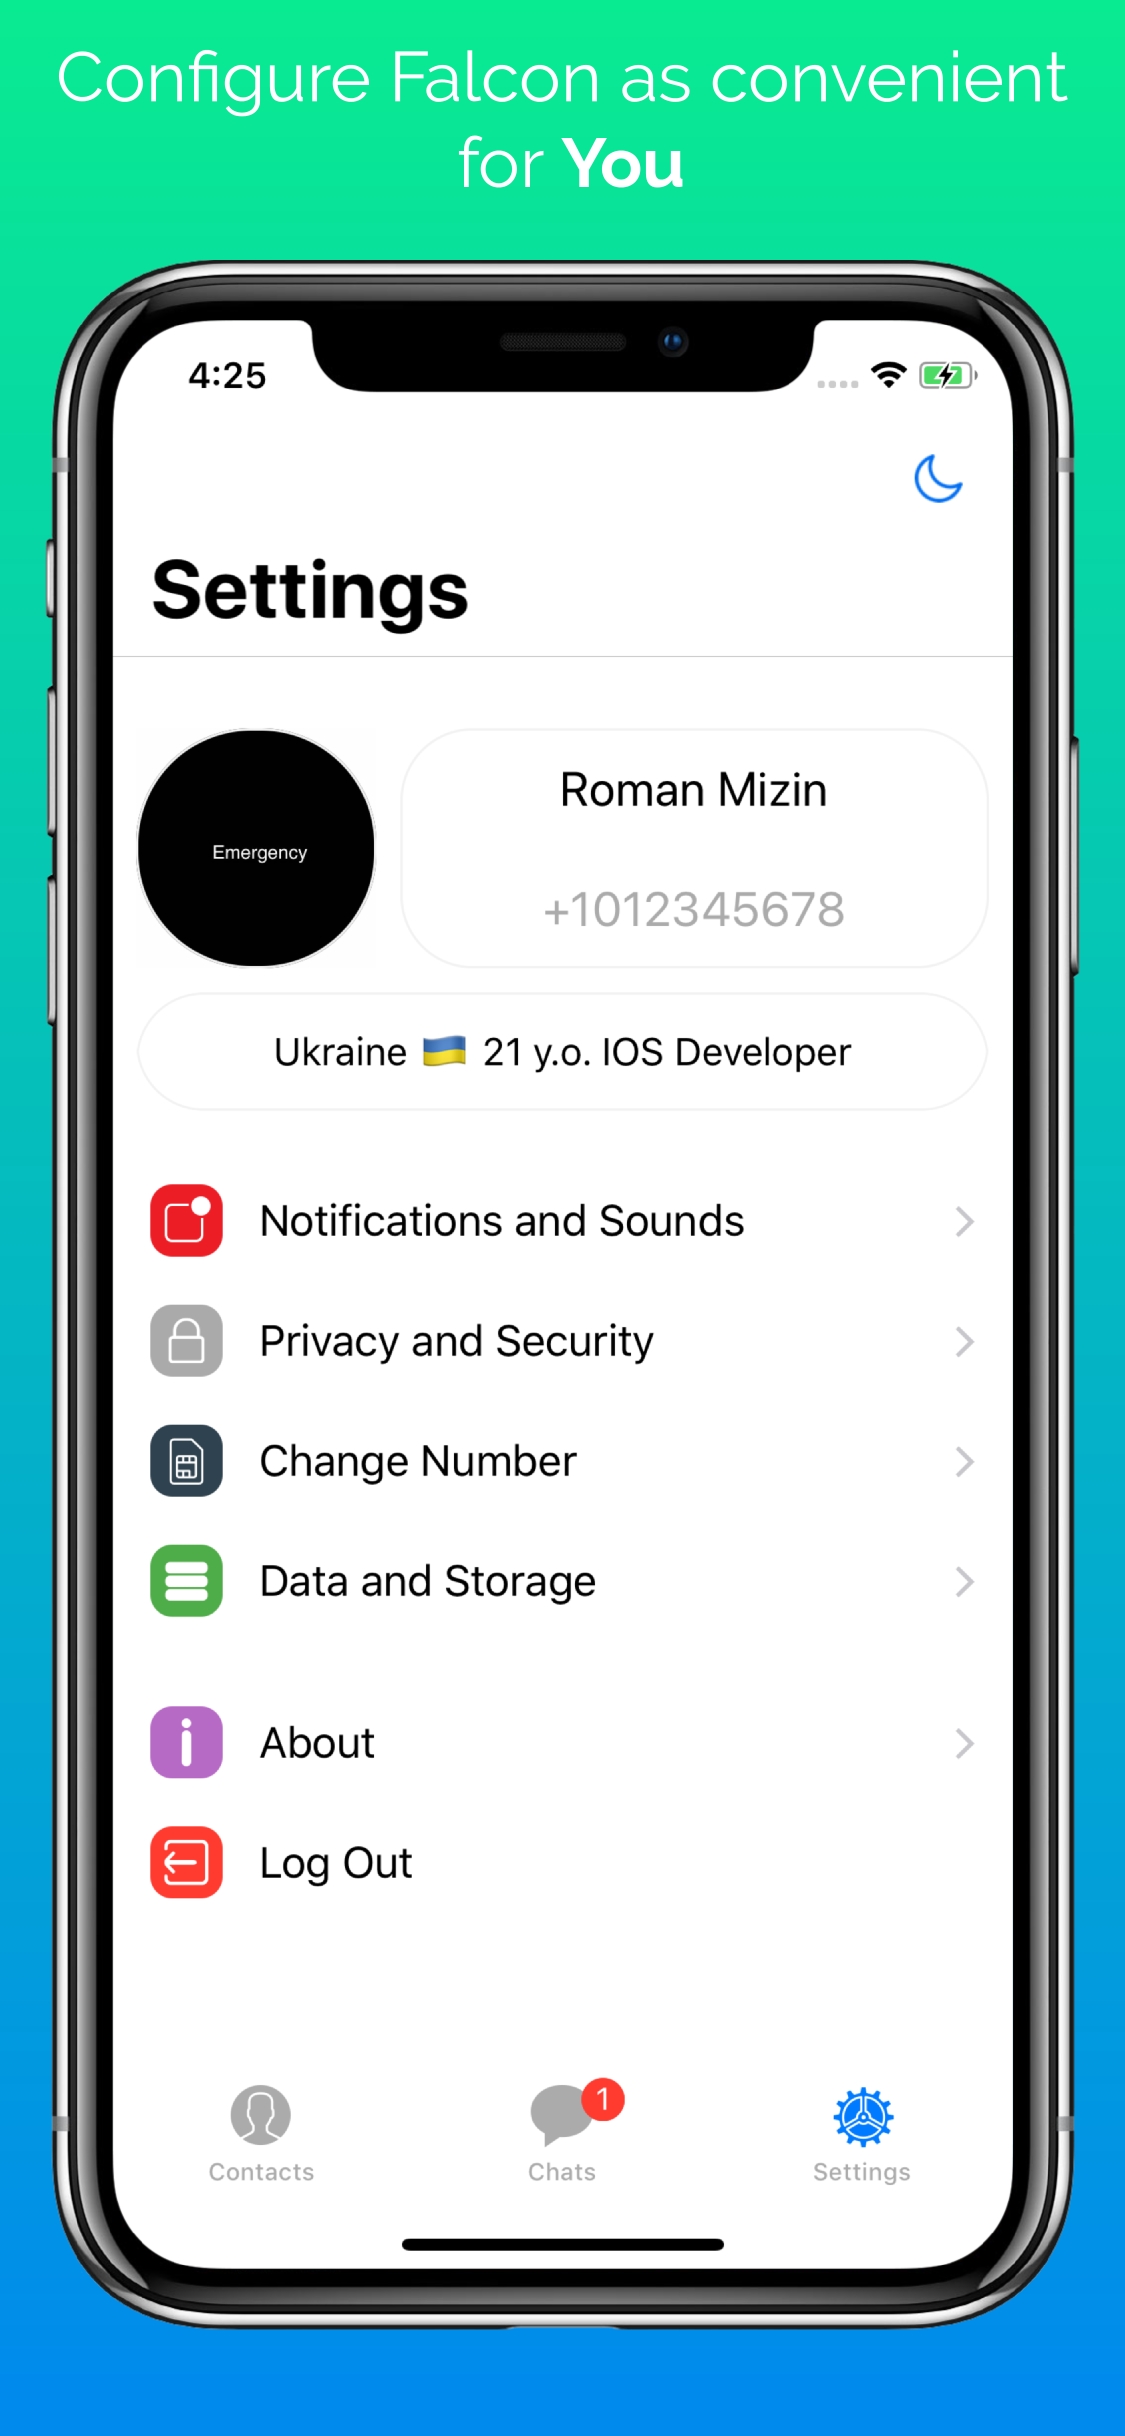 Configure Falcon as convenient
for You
4:25
Settings
Emergency
Roman Mizin
+1012345678
Ukraine 🇺🇦 21 y.o. IOS Developer
Notifications and Sounds
Privacy and Security
Change Number
Data and Storage
About
Log Out
1
Contacts
Chats
Settings